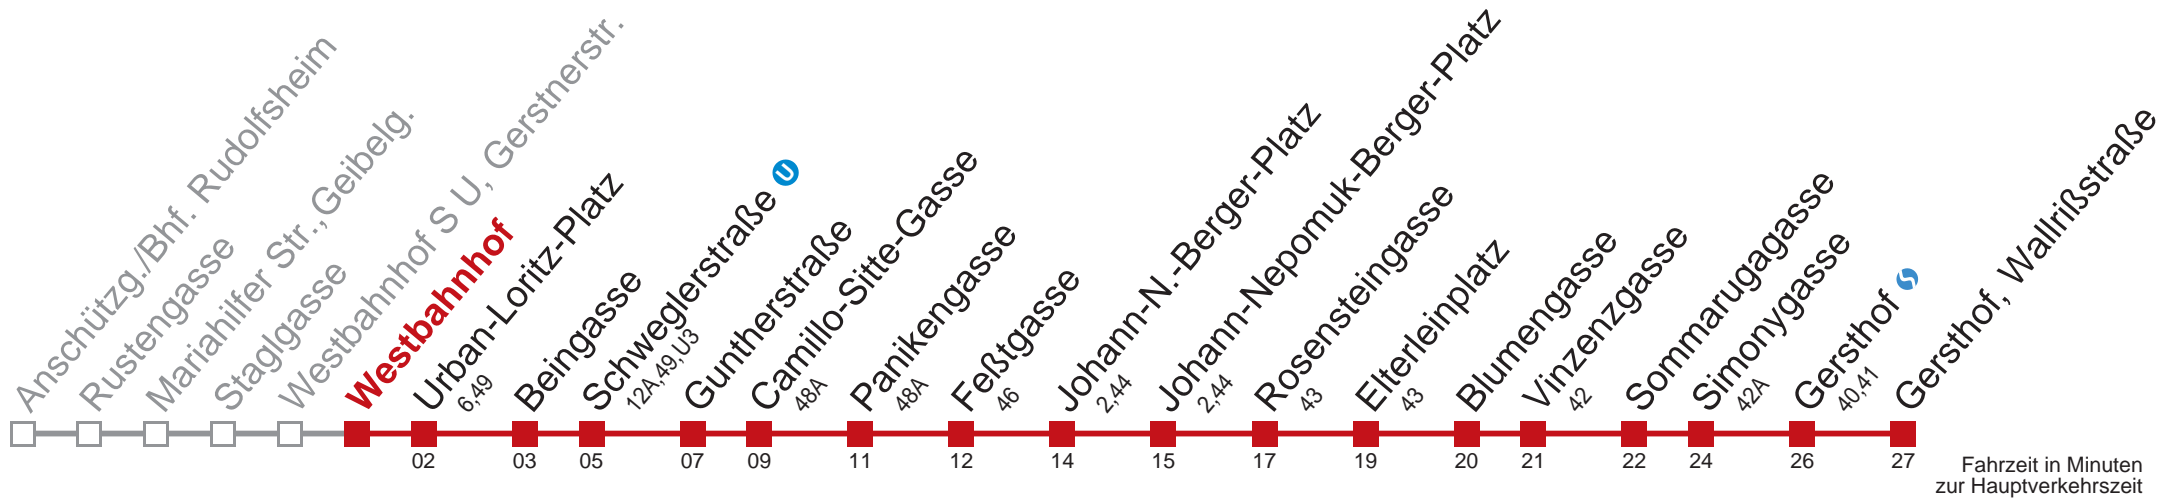 Anschützg./Bhf. Rudolfsheim
Rustengasse
Mariahilfer Str.,Geibelg.
Staglgasse
Westbahnhof S U, Gerstnerstr.
Westbahnhof
Urban-Loritz-Platz
6,49
Beingasse
Schweglerstraße U
12A,49,U3
Guntherstraße
Camillo-Sitte-Gasse
48A
Panikengasse
48A
Feßtgasse
46
Johann-N.-Berger-Platz
2,44
Johann-Nepomuk-Berger-Platz
2,44
Rosensteingasse
43
Elterleinplatz
43
Blumengasse
Vinzenzgasse
42
Sommarugagasse
Simonygasse
42A
Gersthof S
40,41
Gersthof, Wallrißstraße
02 03 05 07 09 11 12 14 15 17 19 20 21 22 24 26 27
Fahrzeit in Minuten
zur Hauptverkehrszeit